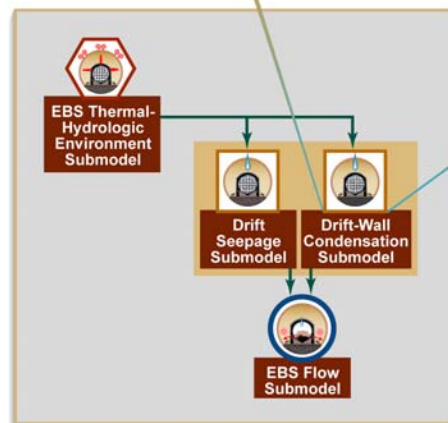 EBS Thermal-
Hydrologic
Environment
Submodel
Drift
Seepage
Submodel
Drift-Wall
Condensation
Submodel
EBS Flow
Submodel